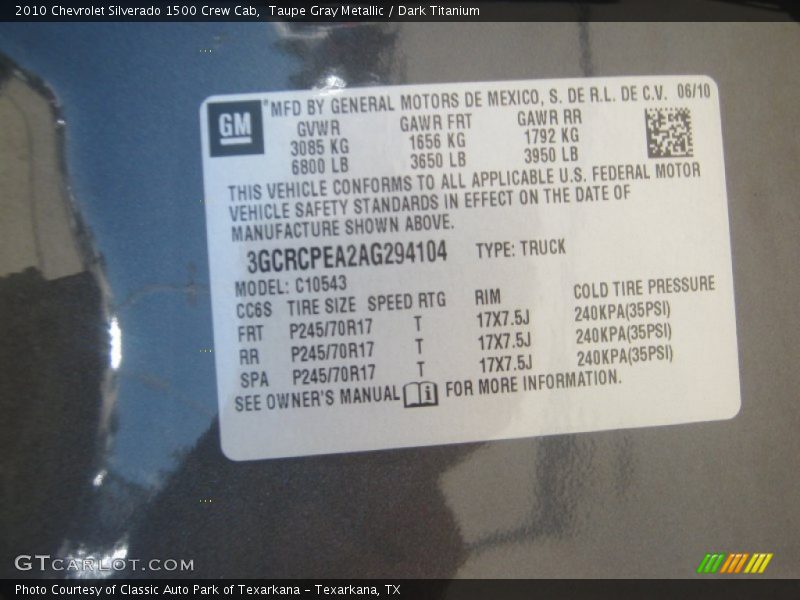 2010 Chevrolet Silverado 1500 Crew Cab,  Taupe Gray Metallic / Dark Titanium
GM ® MFD BY GENERAL MOTORS DE MEXICO, S. DE R.L. DE C.V. 06/10
GVWR GAWR FRT GAWR RR
3085 KG 1656 KG 1792 KG
6800 LB 3650 LB 3950 LB
THIS VEHICLE CONFORMS TO ALL APPLICABLE U.S. FEDERAL MOTOR
VEHICLE SAFETY STANDARDS IN EFFECT ON THE DATE OF
MANUFACTURE SHOWN ABOVE.
3GCRCPEA2AG294104 TYPE: TRUCK
MODEL: C10543
CC6S TIRE SIZE SPEED RTG RIM COLD TIRE PRESSURE
FRT P245/70R17 T 17X7.5J 240KPA(35PSI)
RR P245/70R17 T 17X7.5J 240KPA(35PSI)
SPA P245/70R17 T 17X7.5J 240KPA(35PSI)
SEE OWNER'S MANUAL i FOR MORE INFORMATION.
GTCARLOT.COM
Photo Courtesy of Classic Auto Park of Texarkana – Texarkana, TX